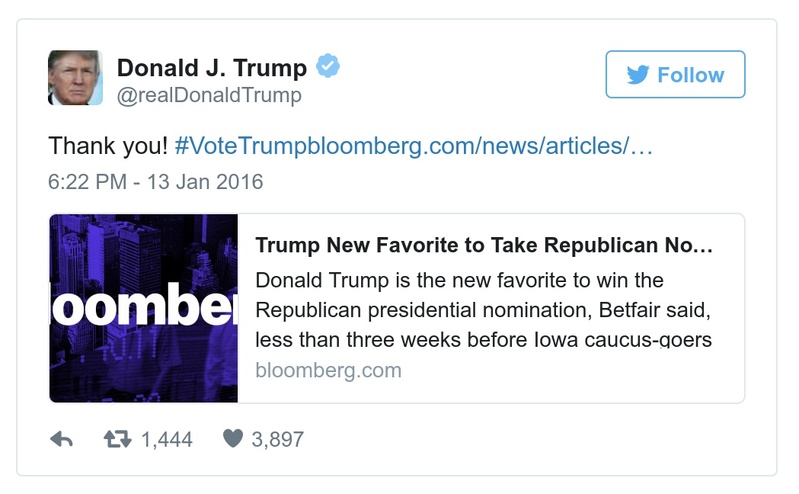 Donald J. Trump
@realDonaldTrump
Follow
Thank you! #VoteTrumpbloomberg.com/news/articles/…
6:22 PM - 13 Jan 2016
oombe
Trump New Favorite to Take Republican No…
Donald Trump is the new favorite to win the
Republican presidential nomination, Betfair said,
less than three weeks before Iowa caucus-goers
bloomberg.com
1,444 3,897